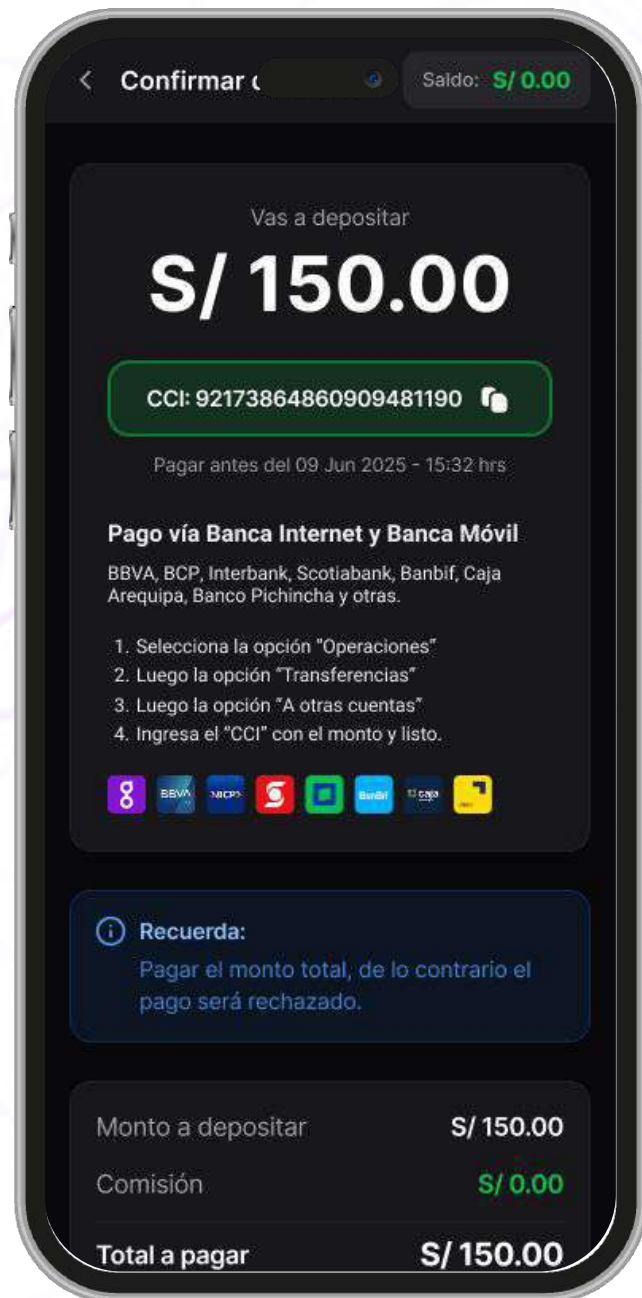 Confirmar
Saldo: S/ 0.00
Vas a depositar
S/ 150.00
CCI: 92173864860909481190
Pagar antes del 09 Jun 2025 - 15:32 hrs
Pago vía Banca Internet y Banca Móvil
BBVA, BCP, Interbank, Scotiabank, Banbif, Caja
Arequipa, Banco Pichincha y otras.
1. Selecciona la opción "Operaciones"
2. Luego la opción "Transferencias"
3. Luego la opción "A otras cuentas"
4. Ingresa el "CCI" con el monto y listo.
BBVA BanBif caja
Recuerda:
Pagar el monto total, de lo contrario el
pago será rechazado.
Monto a depositar S/ 150.00
Comisión S/ 0.00
Total a pagar S/ 150.00